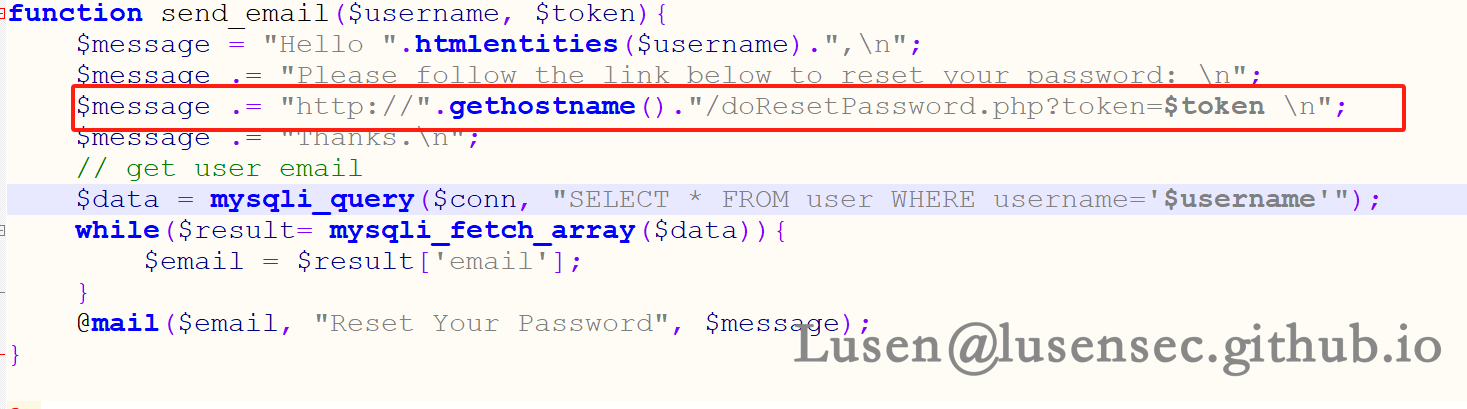 function send_email($username, $token){
    $message = "Hello ".htmlentities($username).",\n";
    $message .= "Please follow the link below to reset your password: \n";
    $message .= "http://".gethostname()."/doResetPassword.php?token=$token \n";
    $message .= "Thanks.\n";
    // get user email
    $data = mysqli_query($conn, "SELECT * FROM user WHERE username='$username'");
    while($result= mysqli_fetch_array($data)){
        $email = $result['email'];
    }
    @mail($email, "Reset Your Password", $message);
}
Lusen@lusensec.github.io